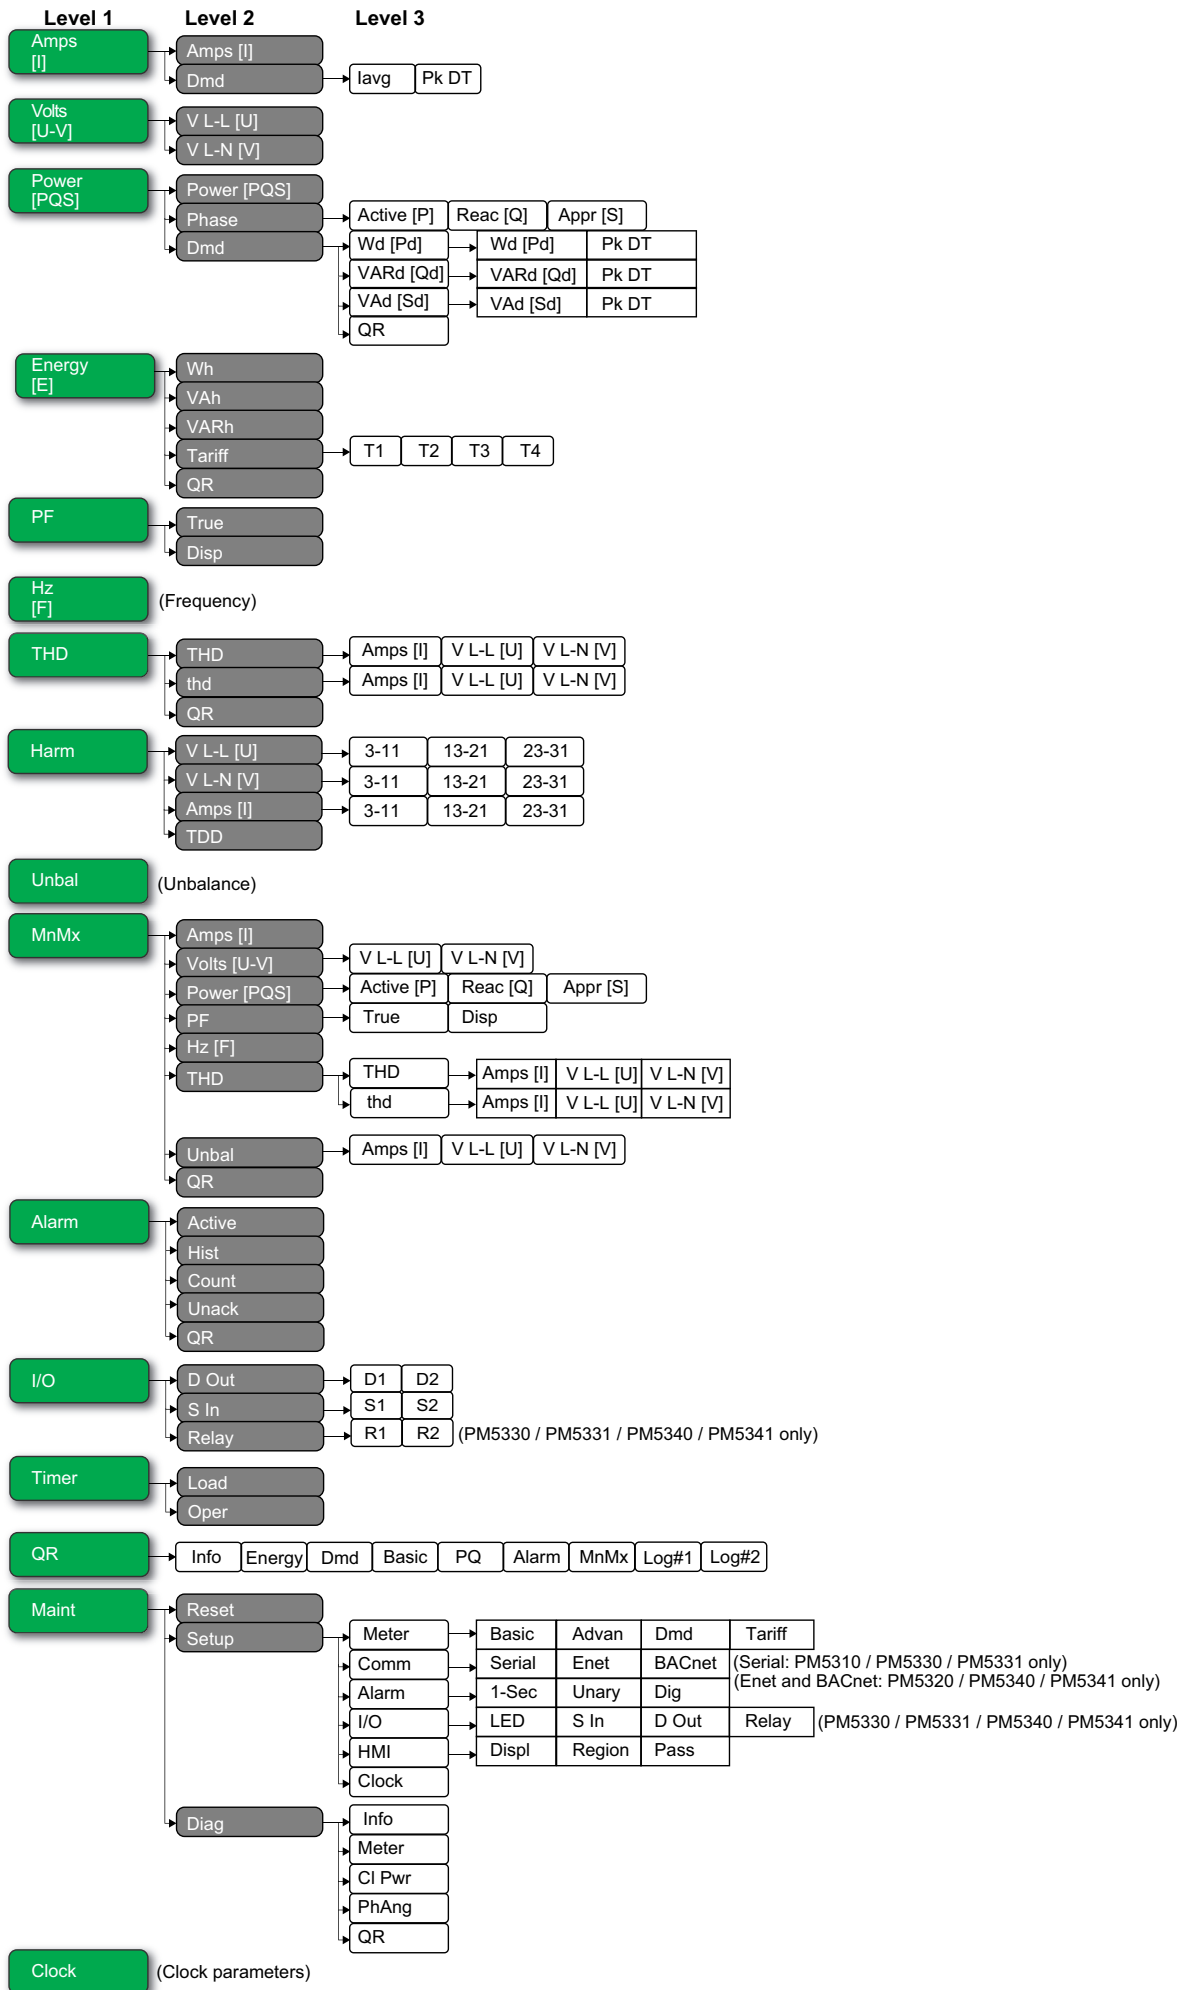 Level 1 Level 2 Level 3
Amps
[I]
Amps [I]
Dmd
Iavg Pk DT
Volts
[U-V]
V L-L [U]
V L-N [V]
Power
[PQS]
Power [PQS]
Phase
Active [P] Reac [Q] Appr [S]
Dmd
Wd [Pd] Wd [Pd] Pk DT
VARd [Qd] VARd [Qd] Pk DT
VAd [Sd] VAd [Sd] Pk DT
QR
Energy
[E]
Wh
VAh
VARh
Tariff
T1 T2 T3 T4
QR
PF
True
Disp
Hz
[F]
(Frequency)
THD
THD
Amps [I] V L-L [U] V L-N [V]
thd
Amps [I] V L-L [U] V L-N [V]
QR
Harm
V L-L [U]
3-11 13-21 23-31
V L-N [V]
3-11 13-21 23-31
Amps [I]
3-11 13-21 23-31
TDD
Unbal
(Unbalance)
MnMx
Amps [I]
Volts [U-V]
V L-L [U] V L-N [V]
Power [PQS]
Active [P] Reac [Q] Appr [S]
PF
True Disp
Hz [F]
THD
THD Amps [I] V L-L [U] V L-N [V]
thd Amps [I] V L-L [U] V L-N [V]
Unbal
Amps [I] V L-L [U] V L-N [V]
QR
Alarm
Active
Hist
Count
Unack
QR
I/O
D Out
D1 D2
S In
S1 S2
Relay
R1 R2 (PM5330 / PM5331 / PM5340 / PM5341 only)
Timer
Load
Oper
QR
Info Energy Dmd Basic PQ Alarm MnMx Log#1 Log#2
Maint
Reset
Setup
Meter Basic Advan Dmd Tariff
Comm Serial Enet BACnet (Serial: PM5310 / PM5330 / PM5331 only)
(Enet and BACnet: PM5320 / PM5340 / PM5341 only)
Alarm 1-Sec Unary Dig
I/O LED S In D Out Relay (PM5330 / PM5331 / PM5340 / PM5341 only)
HMI Displ Region Pass
Clock
Diag
Info
Meter
Cl Pwr
PhAng
QR
Clock
(Clock parameters)